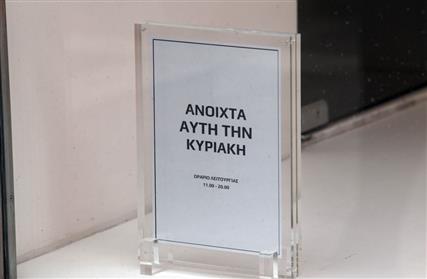 ΑΝΟΙΧΤΑ
ΑΥΤΗ ΤΗΝ
ΚΥΡΙΑΚΗ
ΩΡΑΡΙΟ ΛΕΙΤΟΥΡΓΙΑΣ
11.00 - 20.00